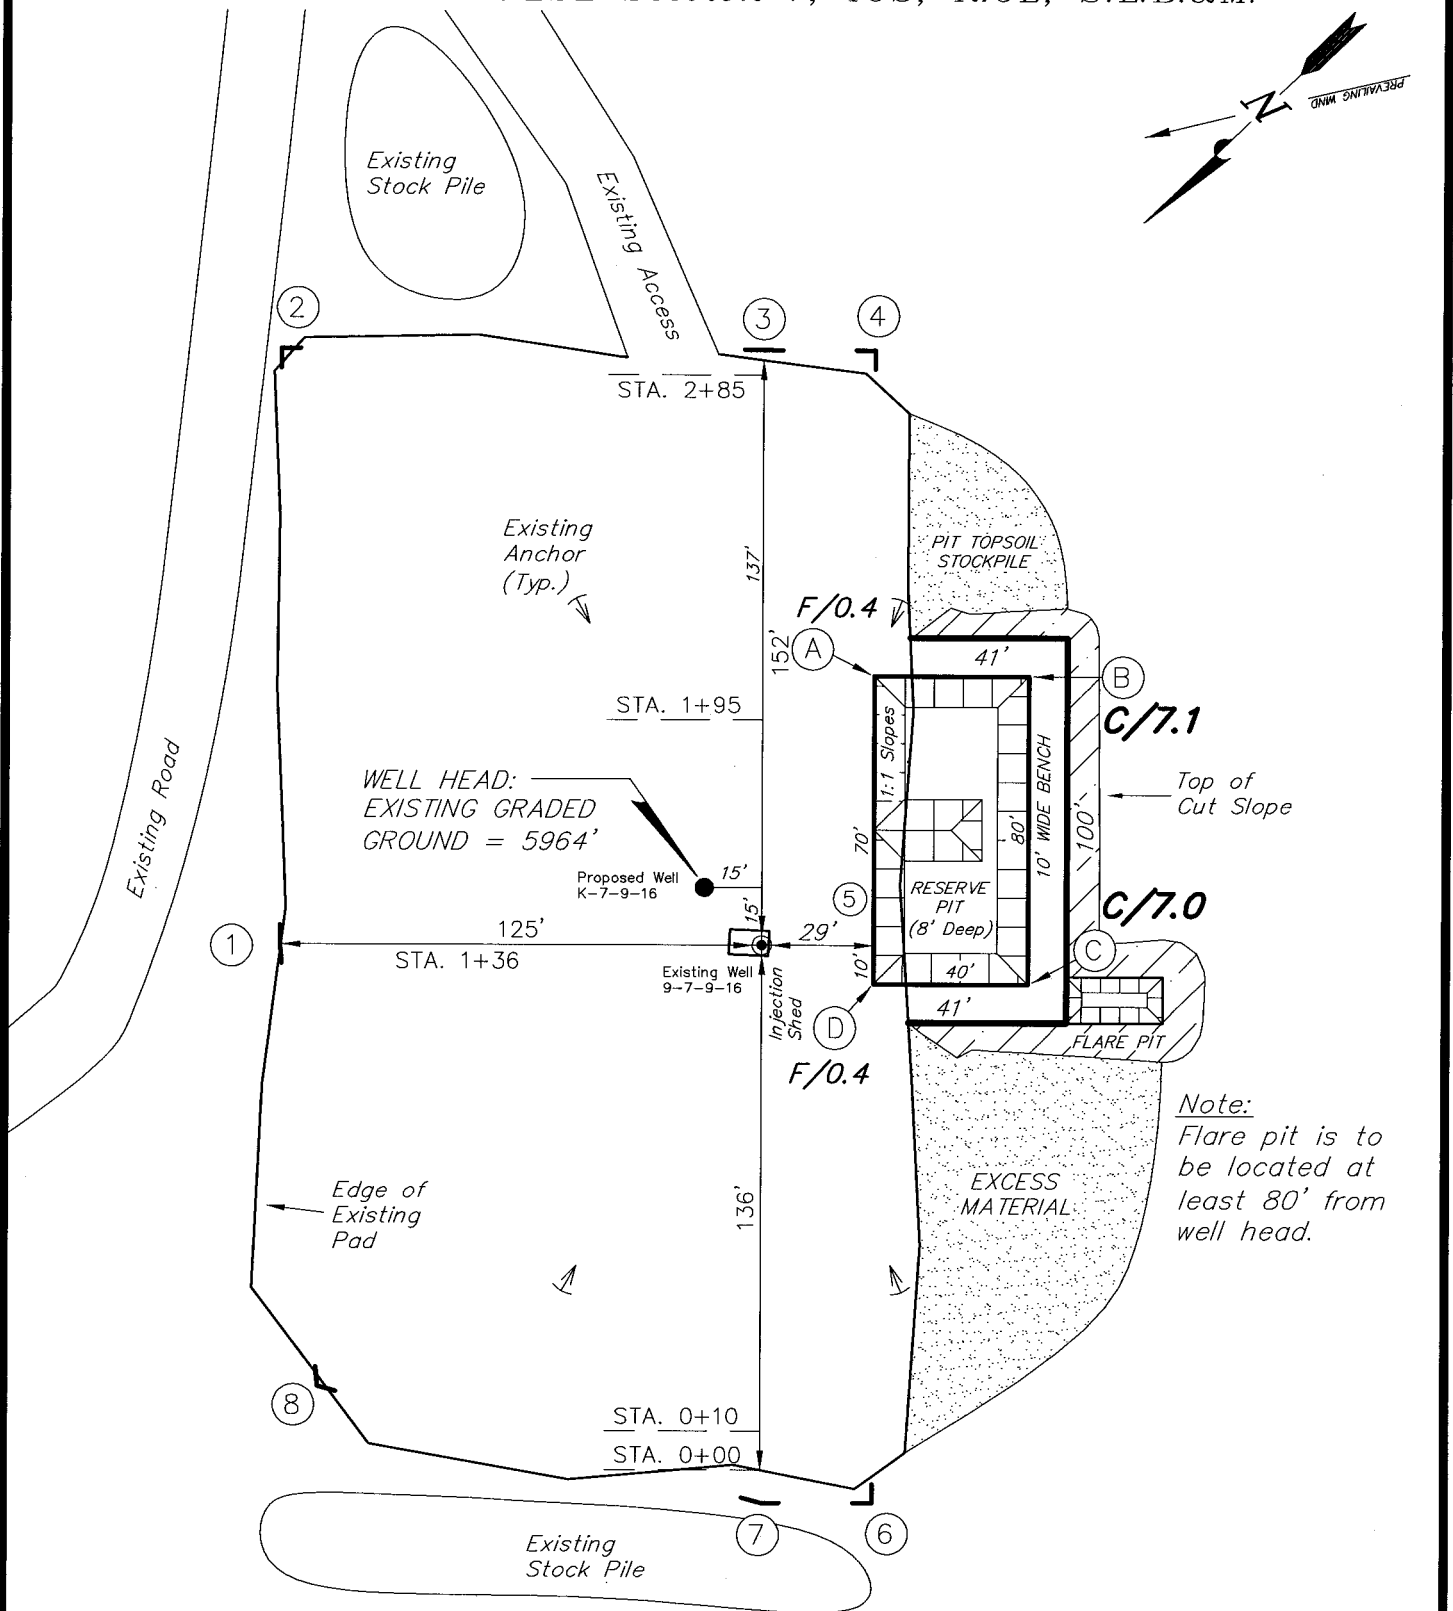 S.L.B.&M.
PREVAILING WIND
N
Existing
Stock Pile
Existing Access
2
3
4
STA. 2+85
Existing
Anchor
(Typ.)
137'
152'
PIT TOPSOIL
STOCKPILE
F/0.4
A
41'
B
C/7.1
STA. 1+95
1:1 Slopes
10' WIDE BENCH
Top of
Cut Slope
Existing Road
WELL HEAD:
EXISTING GRADED
GROUND = 5964'
70'
80'
100'
Proposed Well
K-7-9-16
15'
15'
5
RESERVE
PIT
(8' Deep)
C/7.0
1
125'
STA. 1+36
29'
10'
40'
C
Existing Well
9-7-9-16
Injection
Shed
D
41'
FLARE PIT
F/0.4
Note:
Flare pit is to
be located at
least 80' from
well head.
Edge of
Existing
Pad
136'
EXCESS
MATERIAL
8
STA. 0+10
STA. 0+00
7
6
Existing
Stock Pile